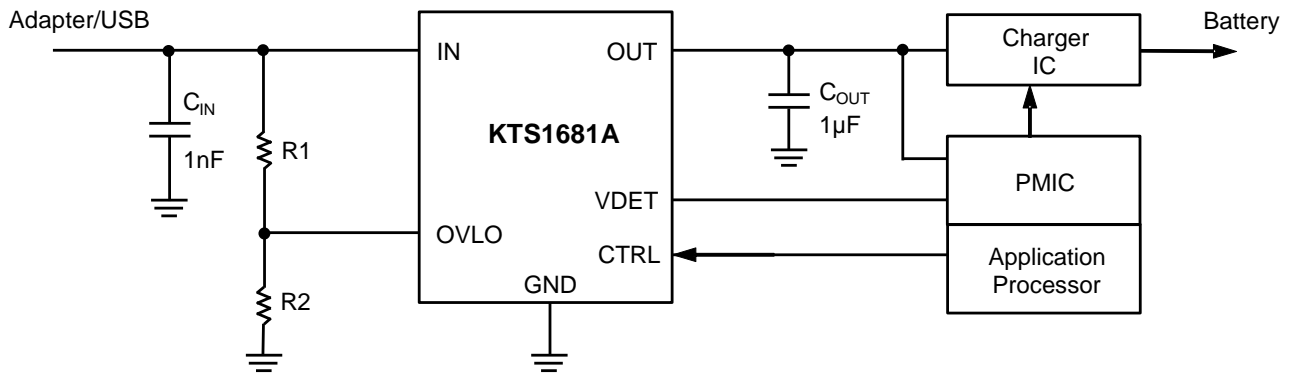 Adapter/USB
Battery
IN
OUT
Charger
IC
C_IN
1nF
R1
KTS1681A
C_OUT
1µF
PMIC
VDET
OVLO
CTRL
Application
Processor
GND
R2